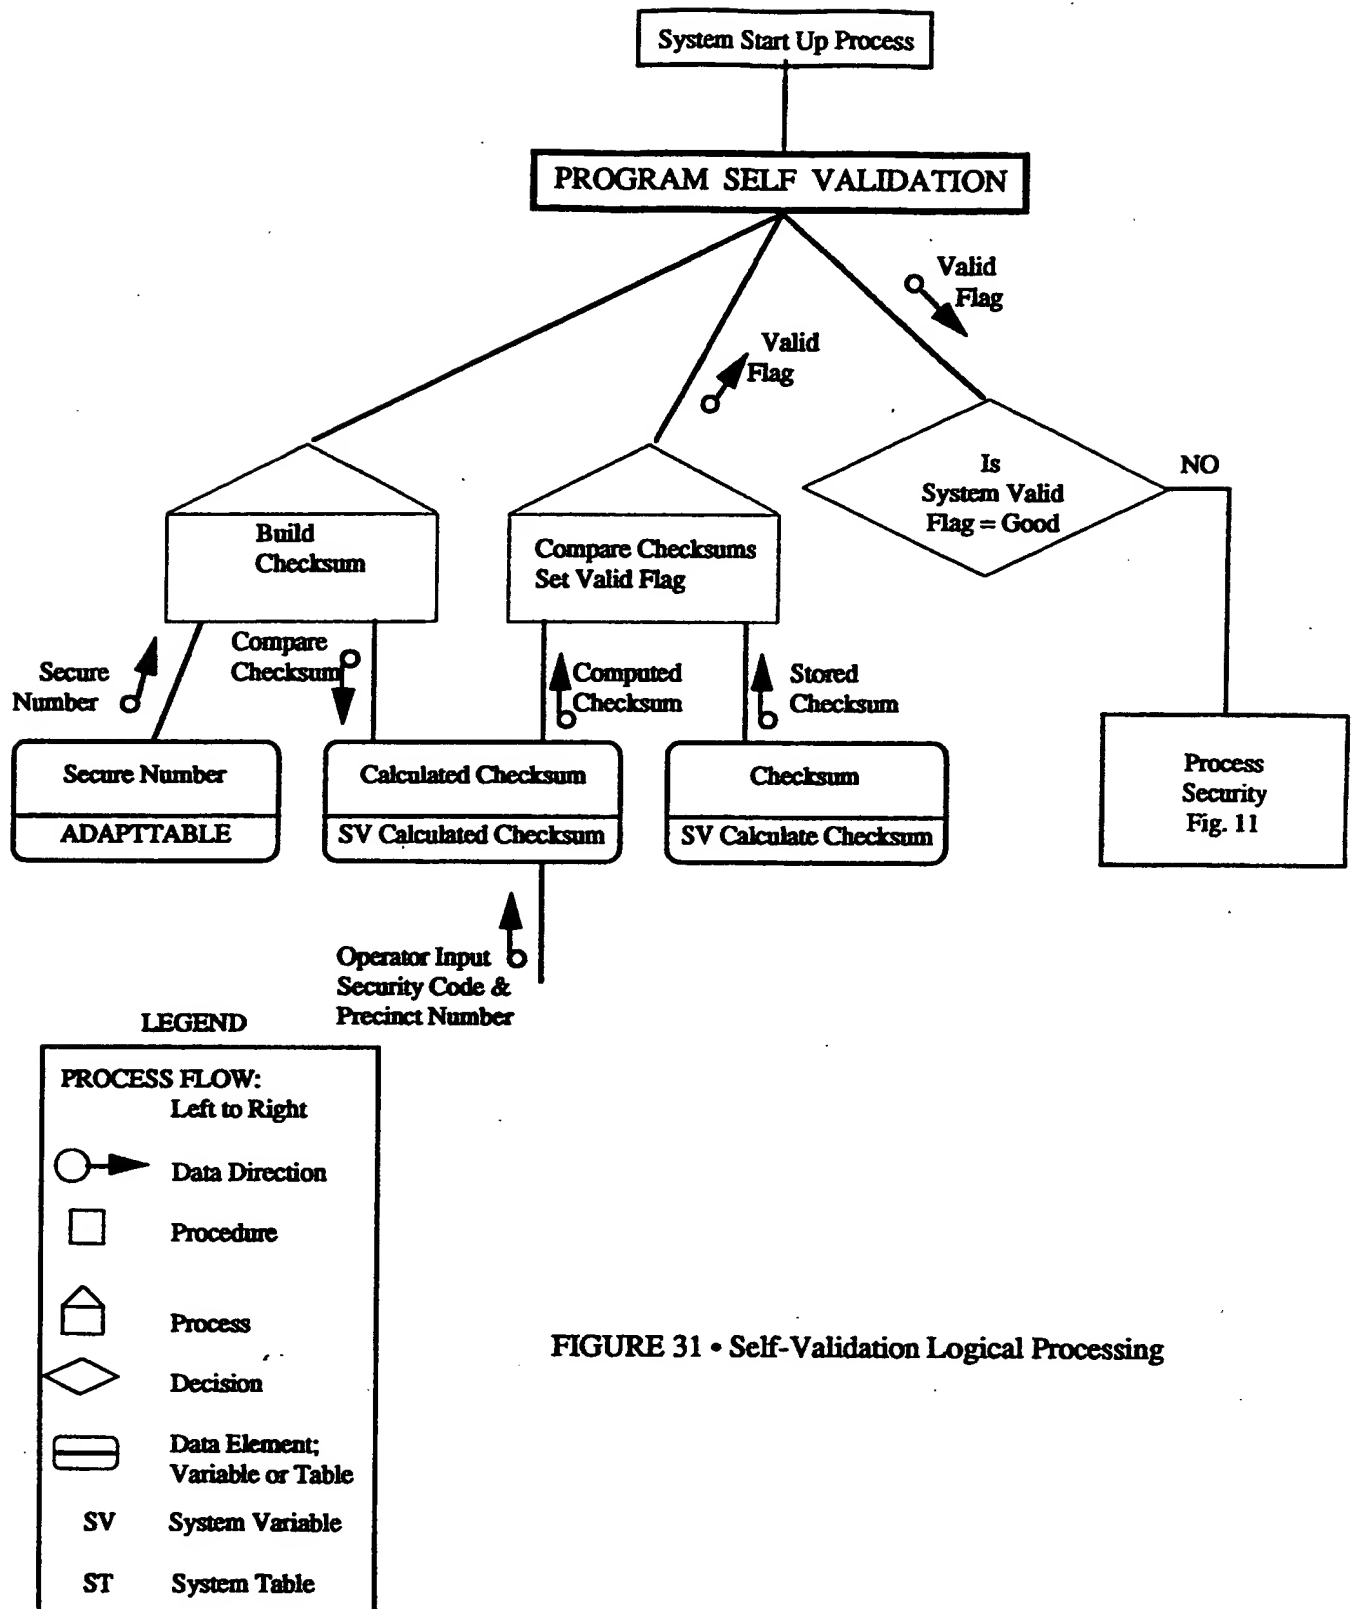 System Start Up Process
PROGRAM SELF VALIDATION
Valid
Flag
Valid
Flag
Is
System Valid
Flag = Good
NO
Build
Checksum
Compare Checksums
Set Valid Flag
Secure
Number
Compare
Checksum
Computed
Checksum
Stored
Checksum
Secure Number
ADAPTTABLE
Calculated Checksum
SV Calculated Checksum
Checksum
SV Calculate Checksum
Process
Security
Fig. 11
Operator Input
Security Code &
Precinct Number
LEGEND
PROCESS FLOW:
Left to Right
Data Direction
Procedure
Process
Decision
Data Element;
Variable or Table
SV System Variable
ST System Table
FIGURE 31 • Self-Validation Logical Processing